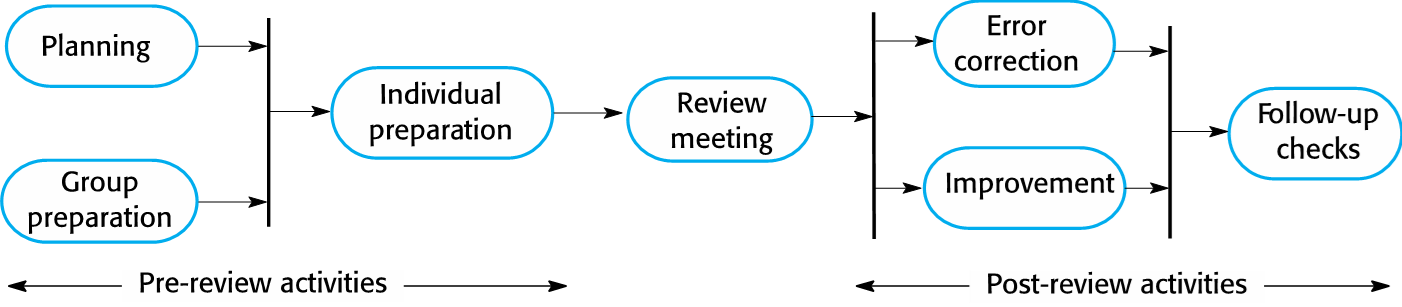 Planning
Group
preparation
Individual
preparation
Review
meeting
Error
correction
Improvement
Follow-up
checks
Pre-review activities
Post-review activities